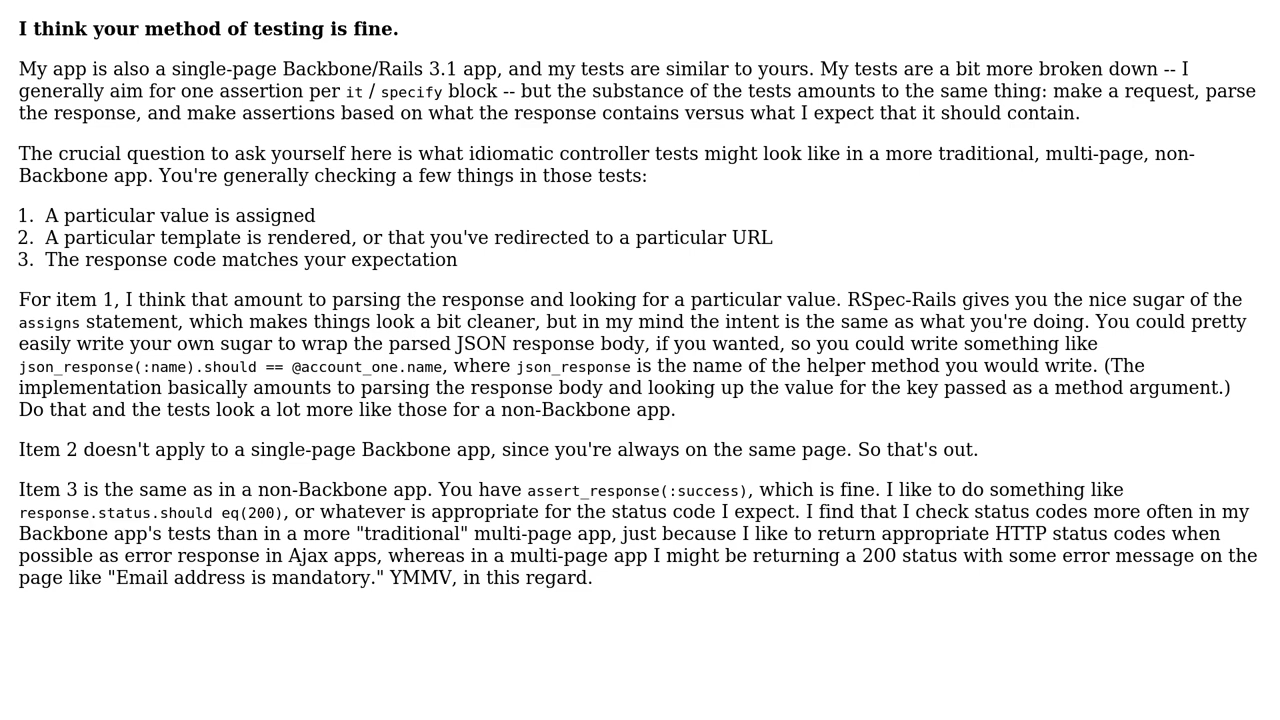 I think your method of testing is fine.
My app is also a single-page Backbone/Rails 3.1 app, and my tests are similar to yours. My tests are a bit more broken down -- I
generally aim for one assertion per it / specify block -- but the substance of the tests amounts to the same thing: make a request, parse
the response, and make assertions based on what the response contains versus what I expect that it should contain.
The crucial question to ask yourself here is what idiomatic controller tests might look like in a more traditional, multi-page, non-
Backbone app. You're generally checking a few things in those tests:
1. A particular value is assigned
2. A particular template is rendered, or that you've redirected to a particular URL
3. The response code matches your expectation
For item 1, I think that amount to parsing the response and looking for a particular value. RSpec-Rails gives you the nice sugar of the
assigns statement, which makes things look a bit cleaner, but in my mind the intent is the same as what you're doing. You could pretty
easily write your own sugar to wrap the parsed JSON response body, if you wanted, so you could write something like
json_response(:name).should == @account_one.name, where json_response is the name of the helper method you would write. (The
implementation basically amounts to parsing the response body and looking up the value for the key passed as a method argument.)
Do that and the tests look a lot more like those for a non-Backbone app.
Item 2 doesn't apply to a single-page Backbone app, since you're always on the same page. So that's out.
Item 3 is the same as in a non-Backbone app. You have assert_response(:success), which is fine. I like to do something like
response.status.should eq(200), or whatever is appropriate for the status code I expect. I find that I check status codes more often in my
Backbone app's tests than in a more "traditional" multi-page app, just because I like to return appropriate HTTP status codes when
possible as error response in Ajax apps, whereas in a multi-page app I might be returning a 200 status with some error message on the
page like "Email address is mandatory." YMMV, in this regard.